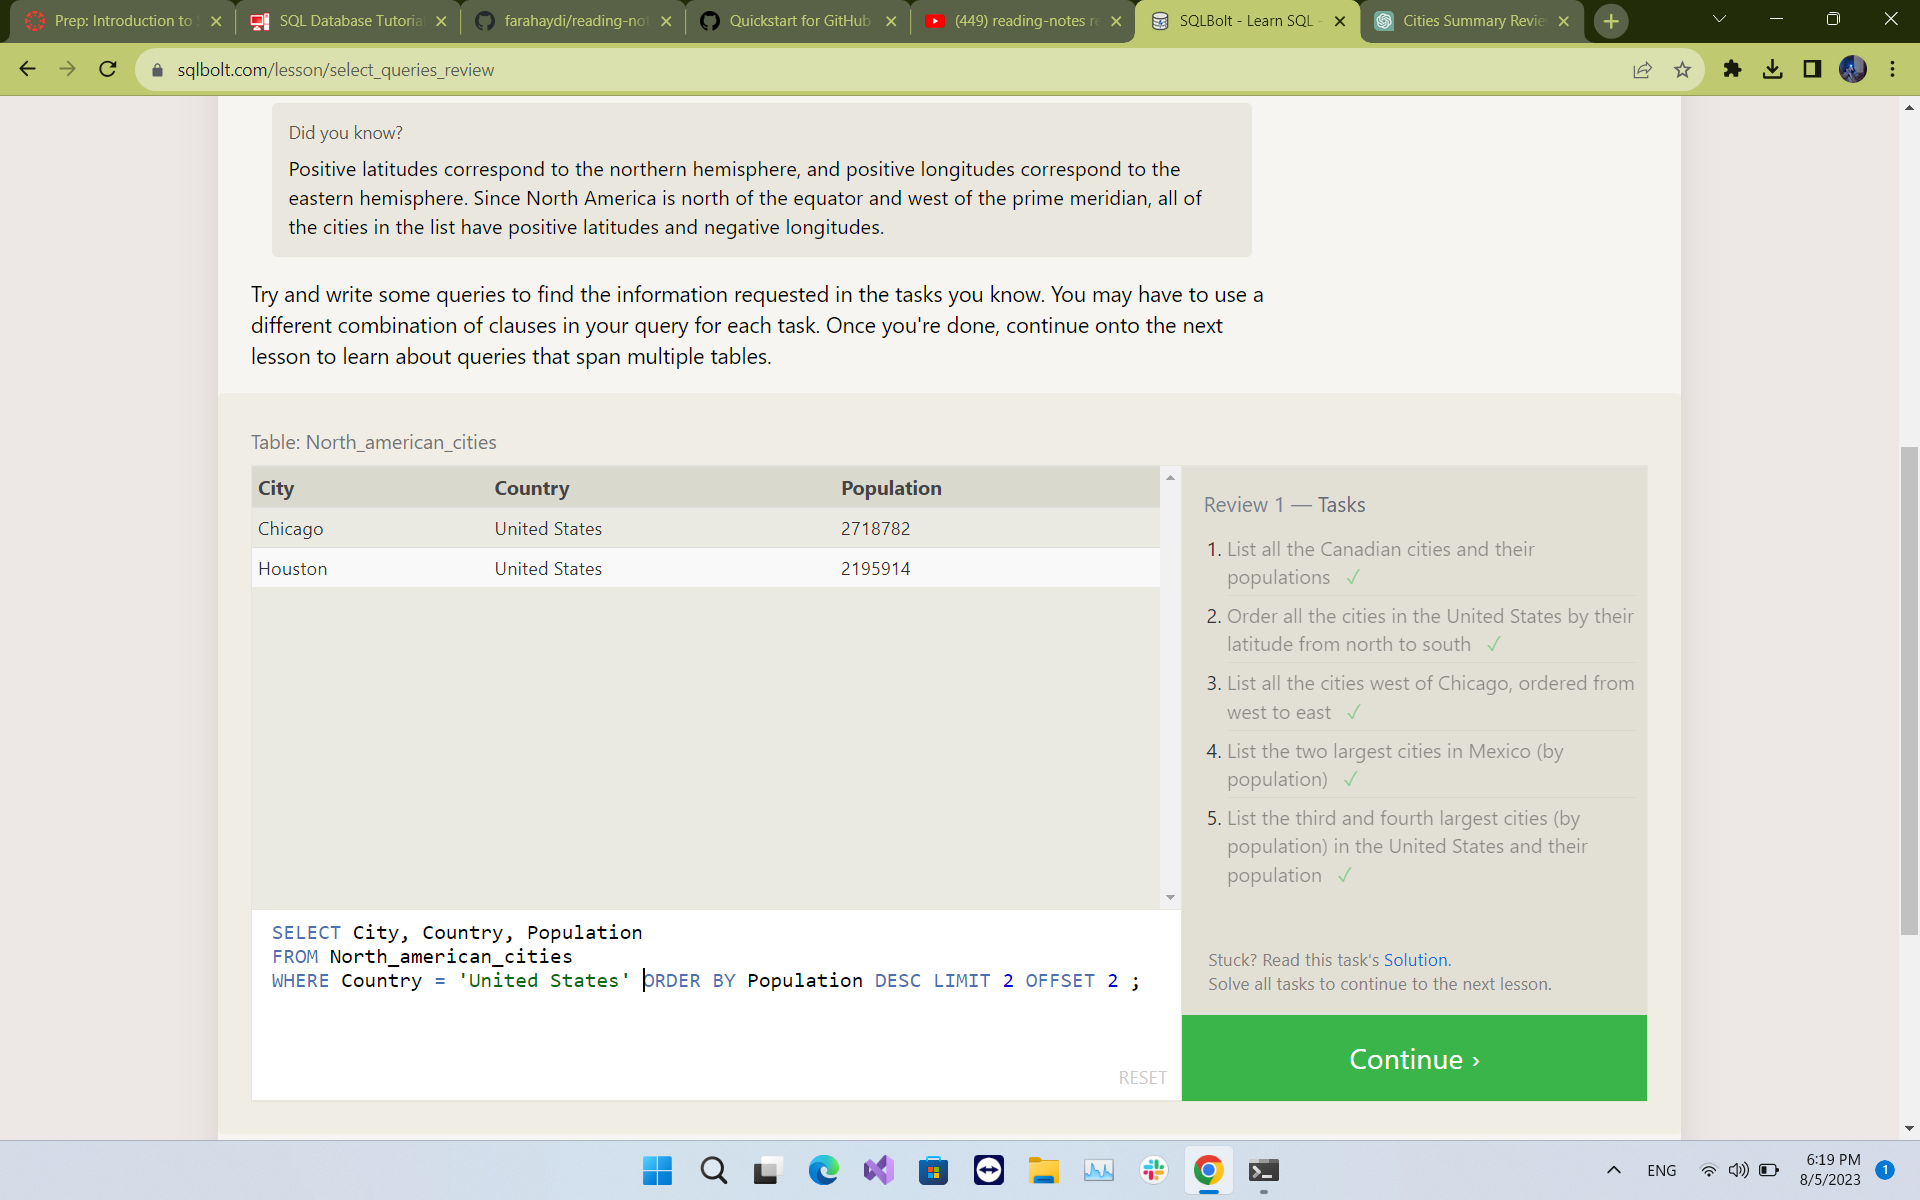 Prep: Introduction to
SQL Database Tutoria
farahaydi/reading-no
Quickstart for GitHub
(449) reading-notes r
SQLBolt - Learn SQL -
Cities Summary Revie
sqlbolt.com/lesson/select_queries_review
Did you know?
Positive latitudes correspond to the northern hemisphere, and positive longitudes correspond to the
eastern hemisphere. Since North America is north of the equator and west of the prime meridian, all of
the cities in the list have positive latitudes and negative longitudes.
Try and write some queries to find the information requested in the tasks you know. You may have to use a
different combination of clauses in your query for each task. Once you're done, continue onto the next
lesson to learn about queries that span multiple tables.
Table: North_american_cities
City Country Population
Chicago United States 2718782
Houston United States 2195914
SELECT City, Country, Population
FROM North_american_cities
WHERE Country = 'United States' ORDER BY Population DESC LIMIT 2 OFFSET 2 ;
RESET
Review 1 — Tasks
1. List all the Canadian cities and their
populations ✓
2. Order all the cities in the United States by their
latitude from north to south ✓
3. List all the cities west of Chicago, ordered from
west to east ✓
4. List the two largest cities in Mexico (by
population) ✓
5. List the third and fourth largest cities (by
population) in the United States and their
population ✓
Stuck? Read this task's Solution.
Solve all tasks to continue to the next lesson.
Continue ›
ENG
6:19 PM
8/5/2023
1